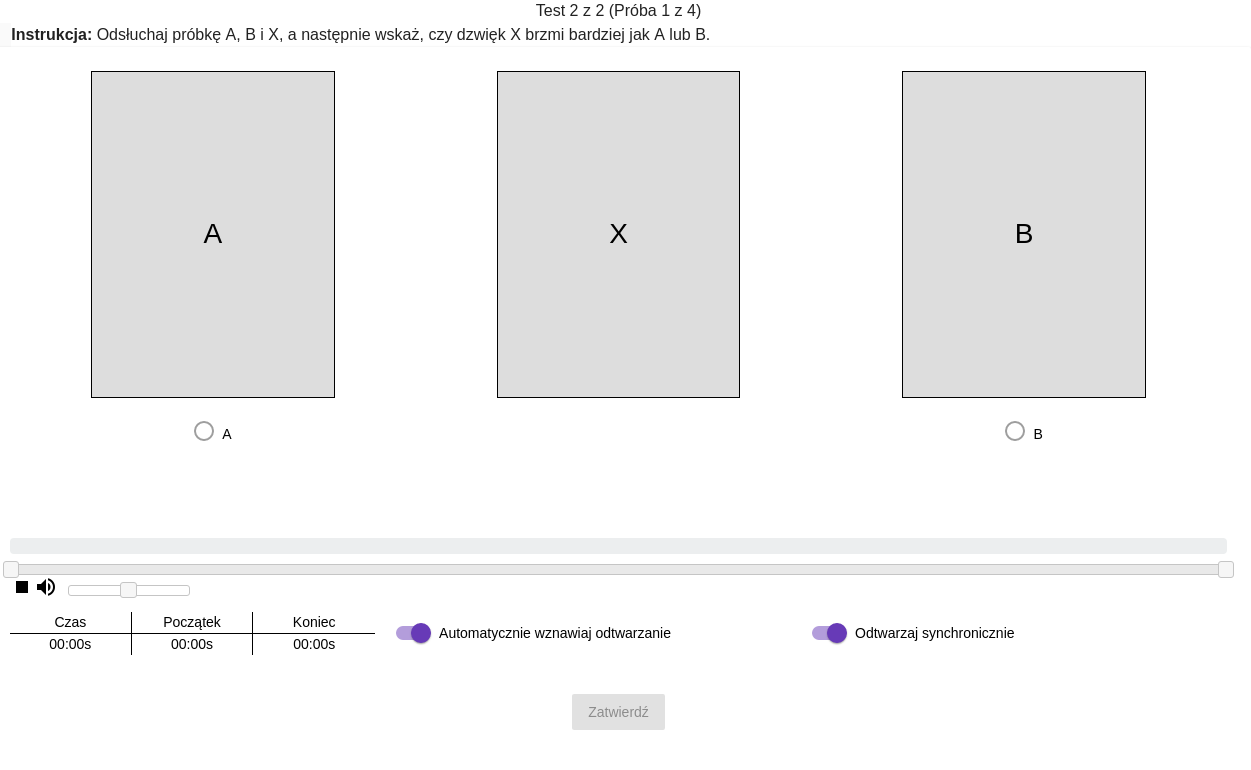 Test 2 z 2 (Próba 1 z 4)
Instrukcja: Odsłuchaj próbkę A, B i X, a następnie wskaż, czy dzwięk X brzmi bardziej jak A lub B.
A
X
B
A
B
Czas
Początek
Koniec
00:00s
00:00s
00:00s
Automatycznie wznawiaj odtwarzanie
Odtwarzaj synchronicznie
Zatwierdź